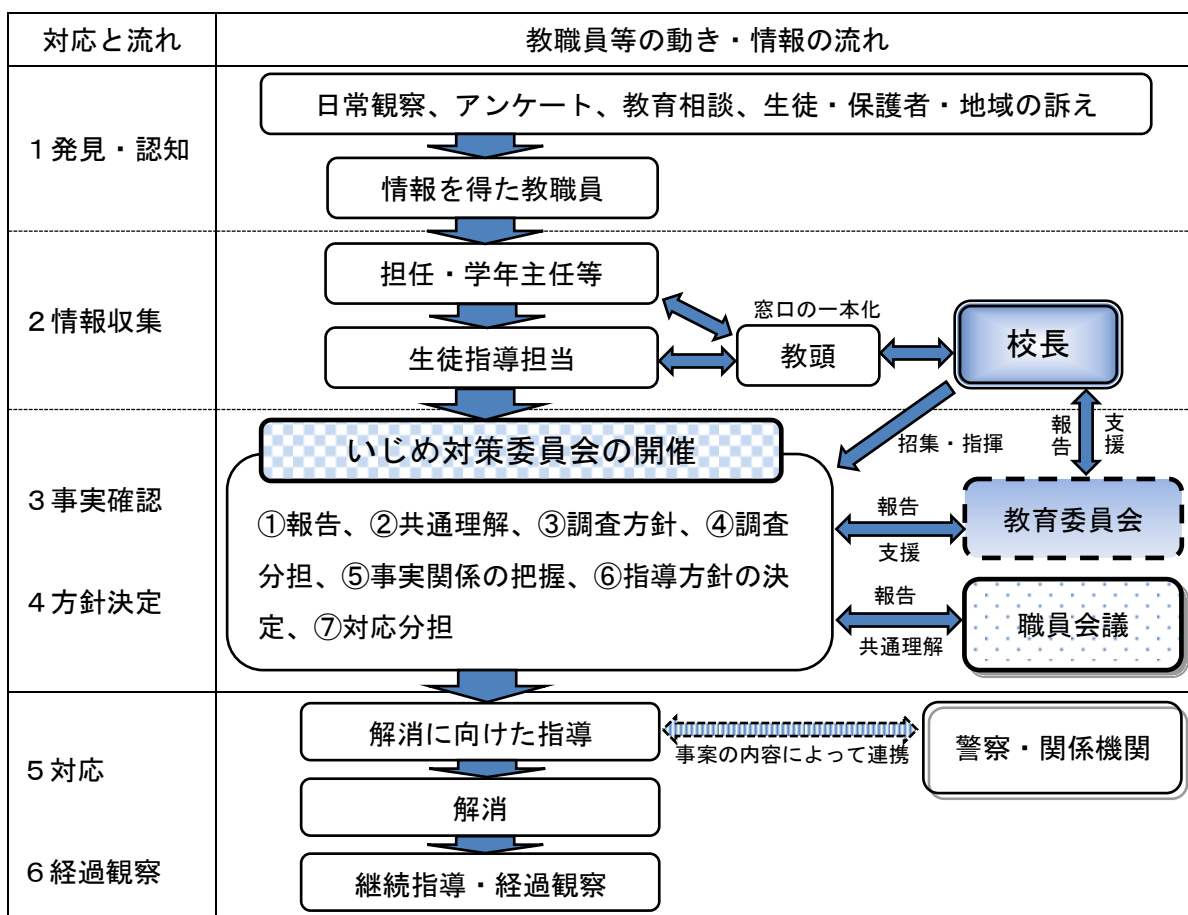 対応と流れ
教職員等の動き・情報の流れ
日常観察、アンケート、教育相談、生徒・保護者・地域の訴え
1発見・認知
情報を得た教職員
担任・学年主任等
2情報収集
窓口の一本化
生徒指導担当
教頭
校長
いじめ対策委員会の開催
招集・指揮
報告
支援
3事実確認
①報告、②共通理解、③調査方針、④調査
分担、⑤事実関係の把握、⑥指導方針の決
定、⑦対応分担
報告
支援
教育委員会
4方針決定
報告
共通理解
職員会議
解消に向けた指導
事案の内容によって連携
警察・関係機関
5対応
解消
6経過観察
継続指導・経過観察